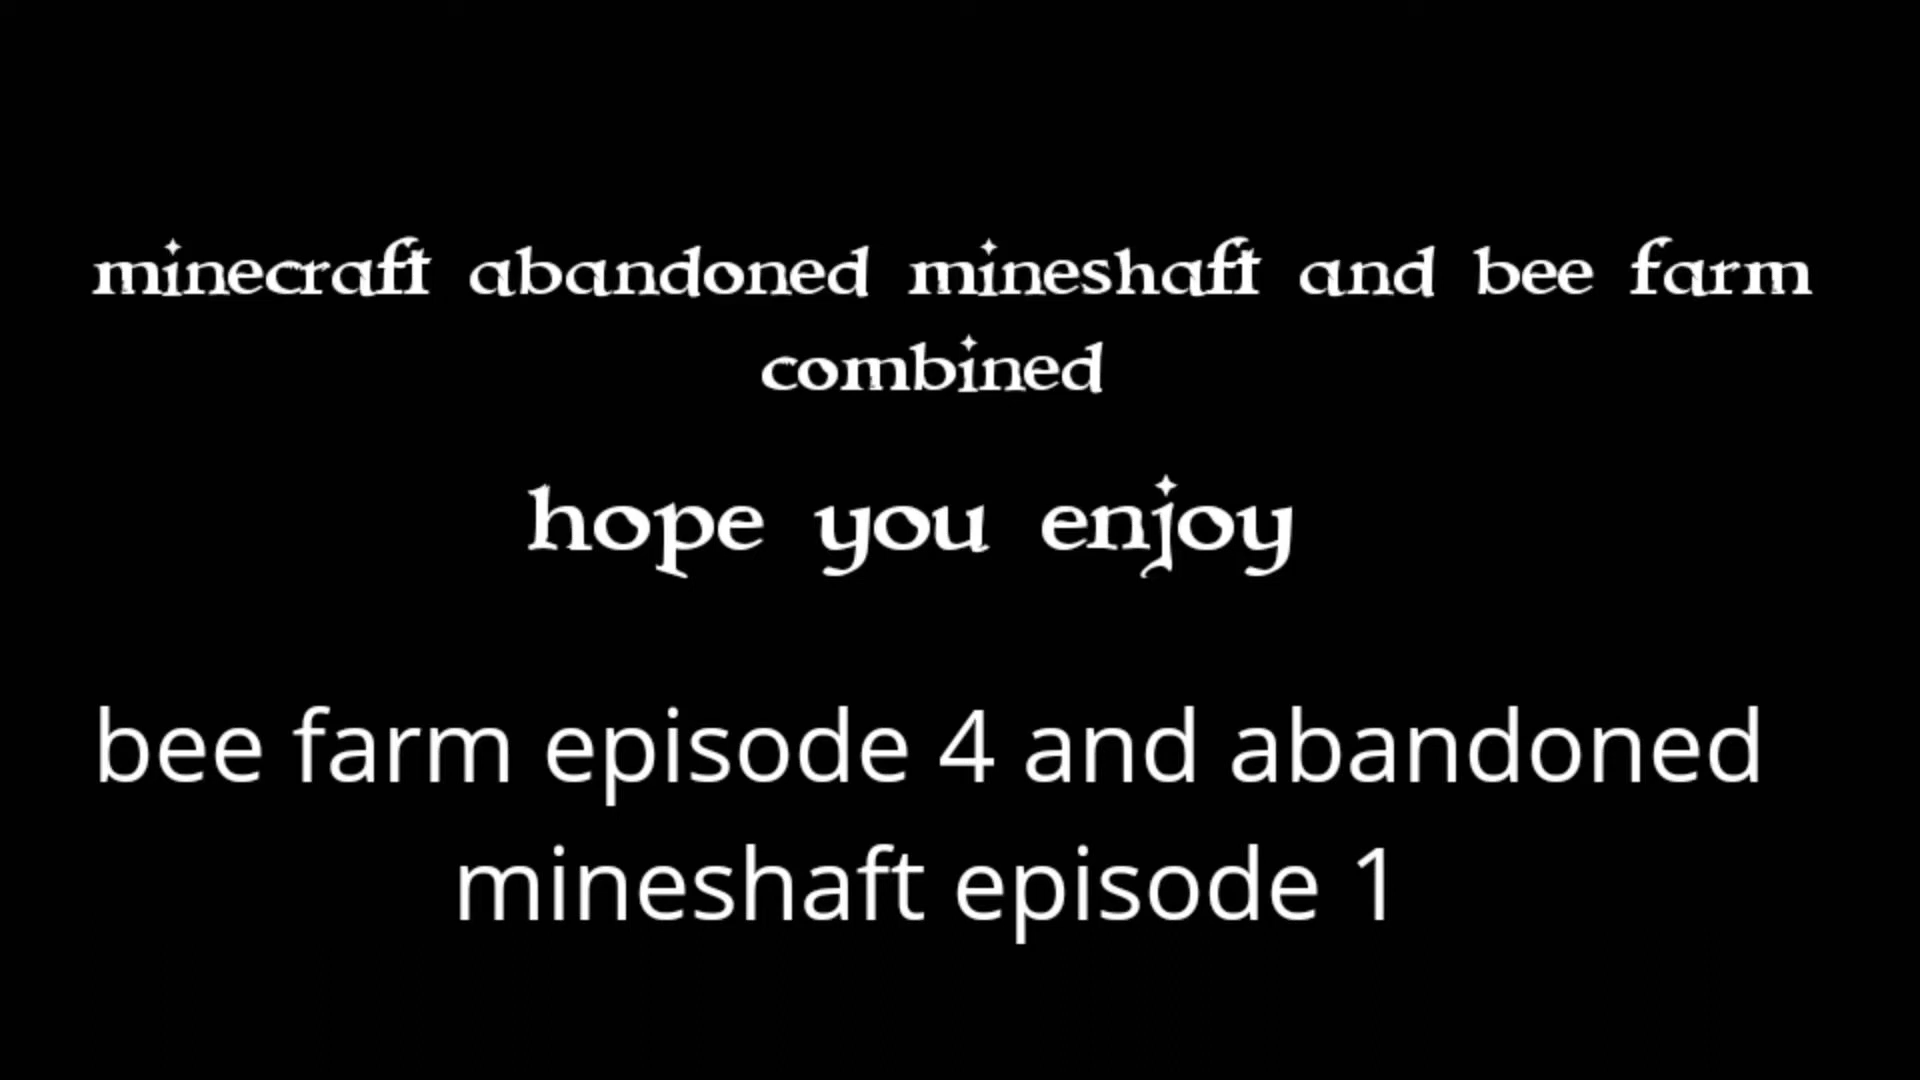 minecraft abandoned mineshaft and bee farm
combined
hope you enjoy
bee farm episode 4 and abandoned
mineshaft episode 1